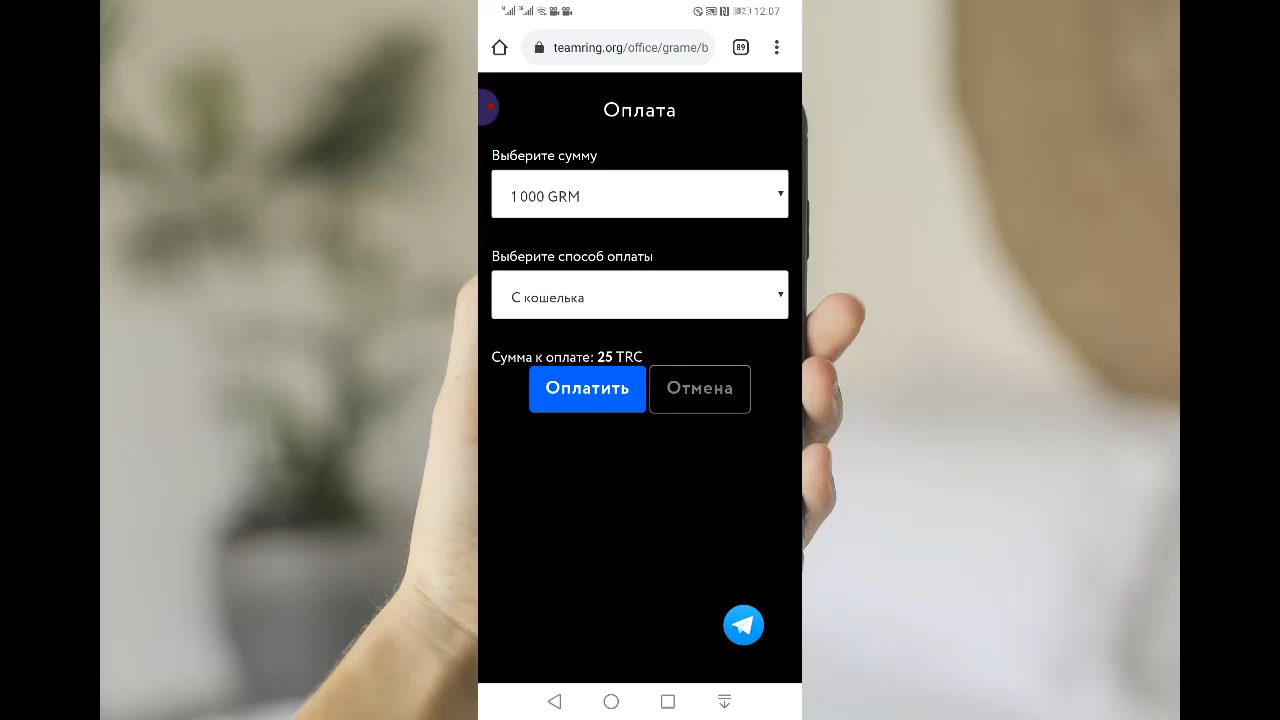 12:07
teamring.org/office/grame/b
89
Оплата
Выберите сумму
1 000 GRM
Выберите способ оплаты
С кошелька
Сумма к оплате: 25 TRC
Оплатить
Отмена